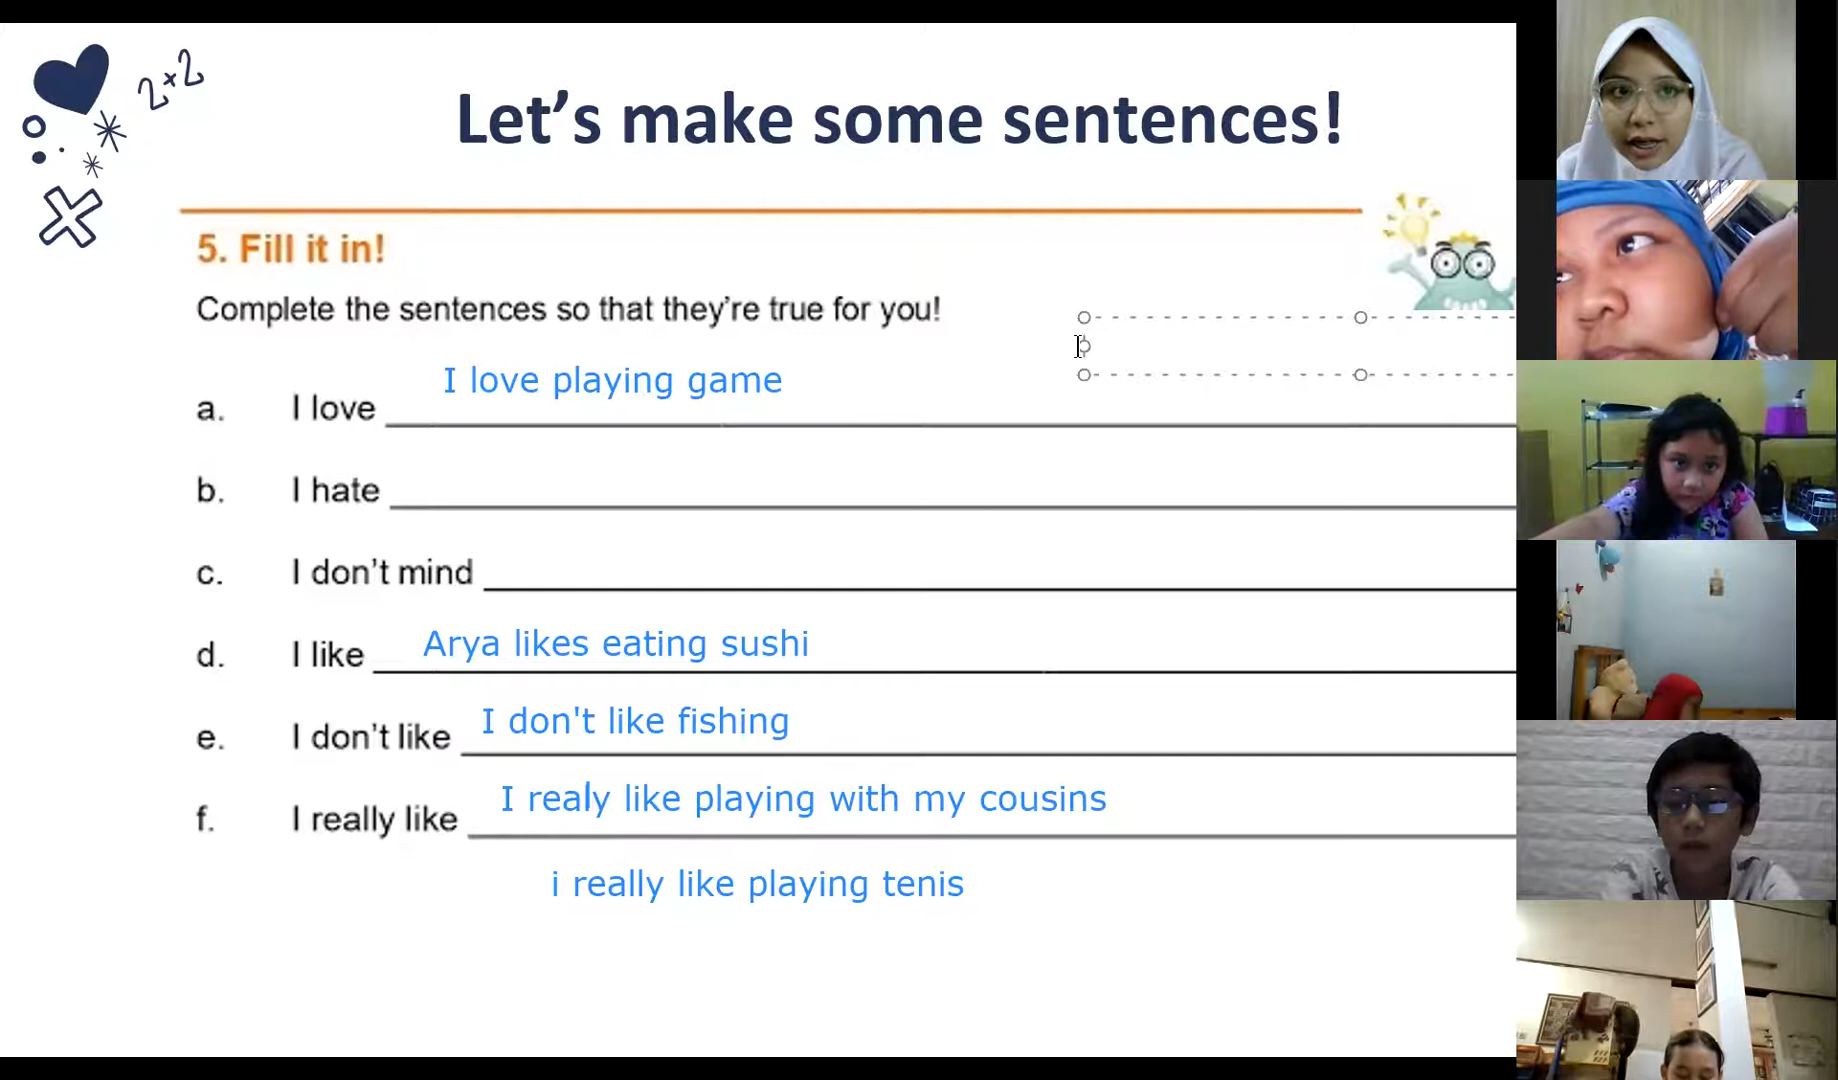 2×2
Let's make some sentences!
5. Fill it in!
Complete the sentences so that they're true for you!
I love playing game
a. I love
b. I hate
c. I don't mind
d. I like Arya likes eating sushi
e. I don't like I don't like fishing
f. I really like I realy like playing with my cousins
i really like playing tenis